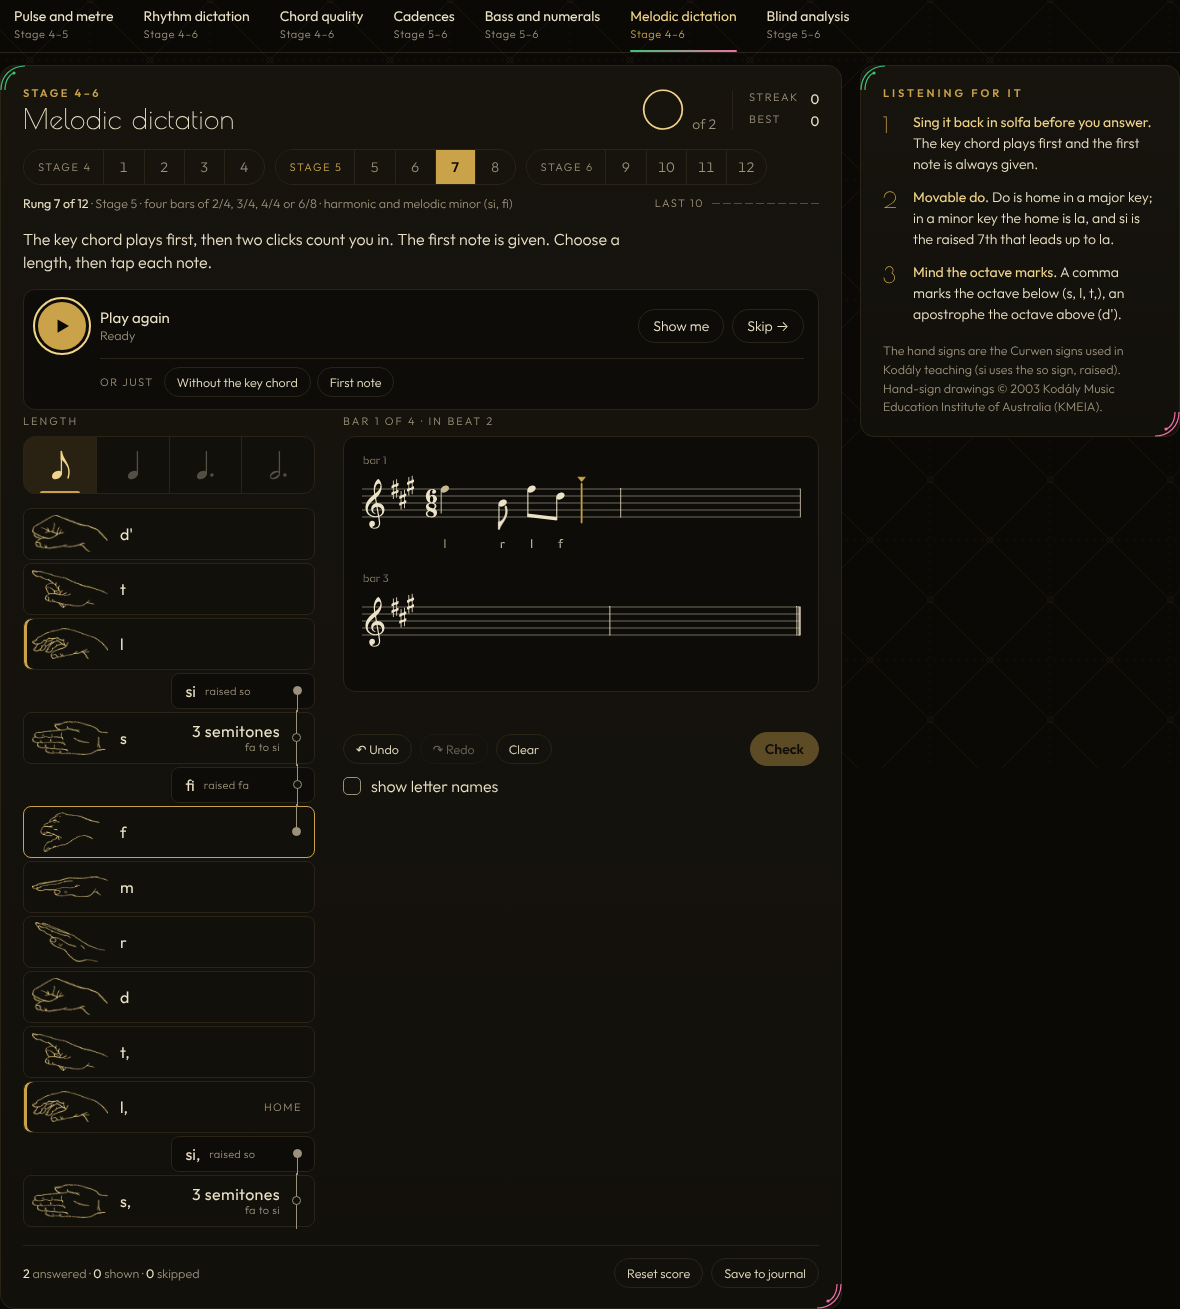 Pulse and metre
Stage 4–5
Rhythm dictation
Stage 4–6
Chord quality
Stage 4–6
Cadences
Stage 5–6
Bass and numerals
Stage 5–6
Melodic dictation
Stage 4–6
Blind analysis
Stage 5–6
STAGE 4–6
Melodic dictation
of 2
STREAK 0
BEST 0
STAGE 4 1 2 3 4
STAGE 5 5 6 7 8
STAGE 6 9 10 11 12
Rung 7 of 12 · Stage 5 · four bars of 2/4, 3/4, 4/4 or 6/8 · harmonic and melodic minor (si, fi)
LAST 10
The key chord plays first, then two clicks count you in. The first note is given. Choose a
length, then tap each note.
Play again
Ready
Show me
Skip →
OR JUST
Without the key chord
First note
LENGTH
d'
t
l
si raised so
s
3 semitones
fa to si
fi raised fa
f
m
r
d
t,
l,
HOME
si, raised so
s,
3 semitones
fa to si
BAR 1 OF 4 · IN BEAT 2
bar 1
6
8
l r l f
bar 3
↶ Undo
↷ Redo
Clear
Check
show letter names
2 answered · 0 shown · 0 skipped
Reset score
Save to journal
LISTENING FOR IT
1
Sing it back in solfa before you answer.
The key chord plays first and the first
note is always given.
2
Movable do. Do is home in a major key;
in a minor key the home is la, and si is
the raised 7th that leads up to la.
3
Mind the octave marks. A comma
marks the octave below (s, l, t,), an
apostrophe the octave above (d').
The hand signs are the Curwen signs used in
Kodály teaching (si uses the so sign, raised).
Hand-sign drawings © 2003 Kodály Music
Education Institute of Australia (KMEIA).